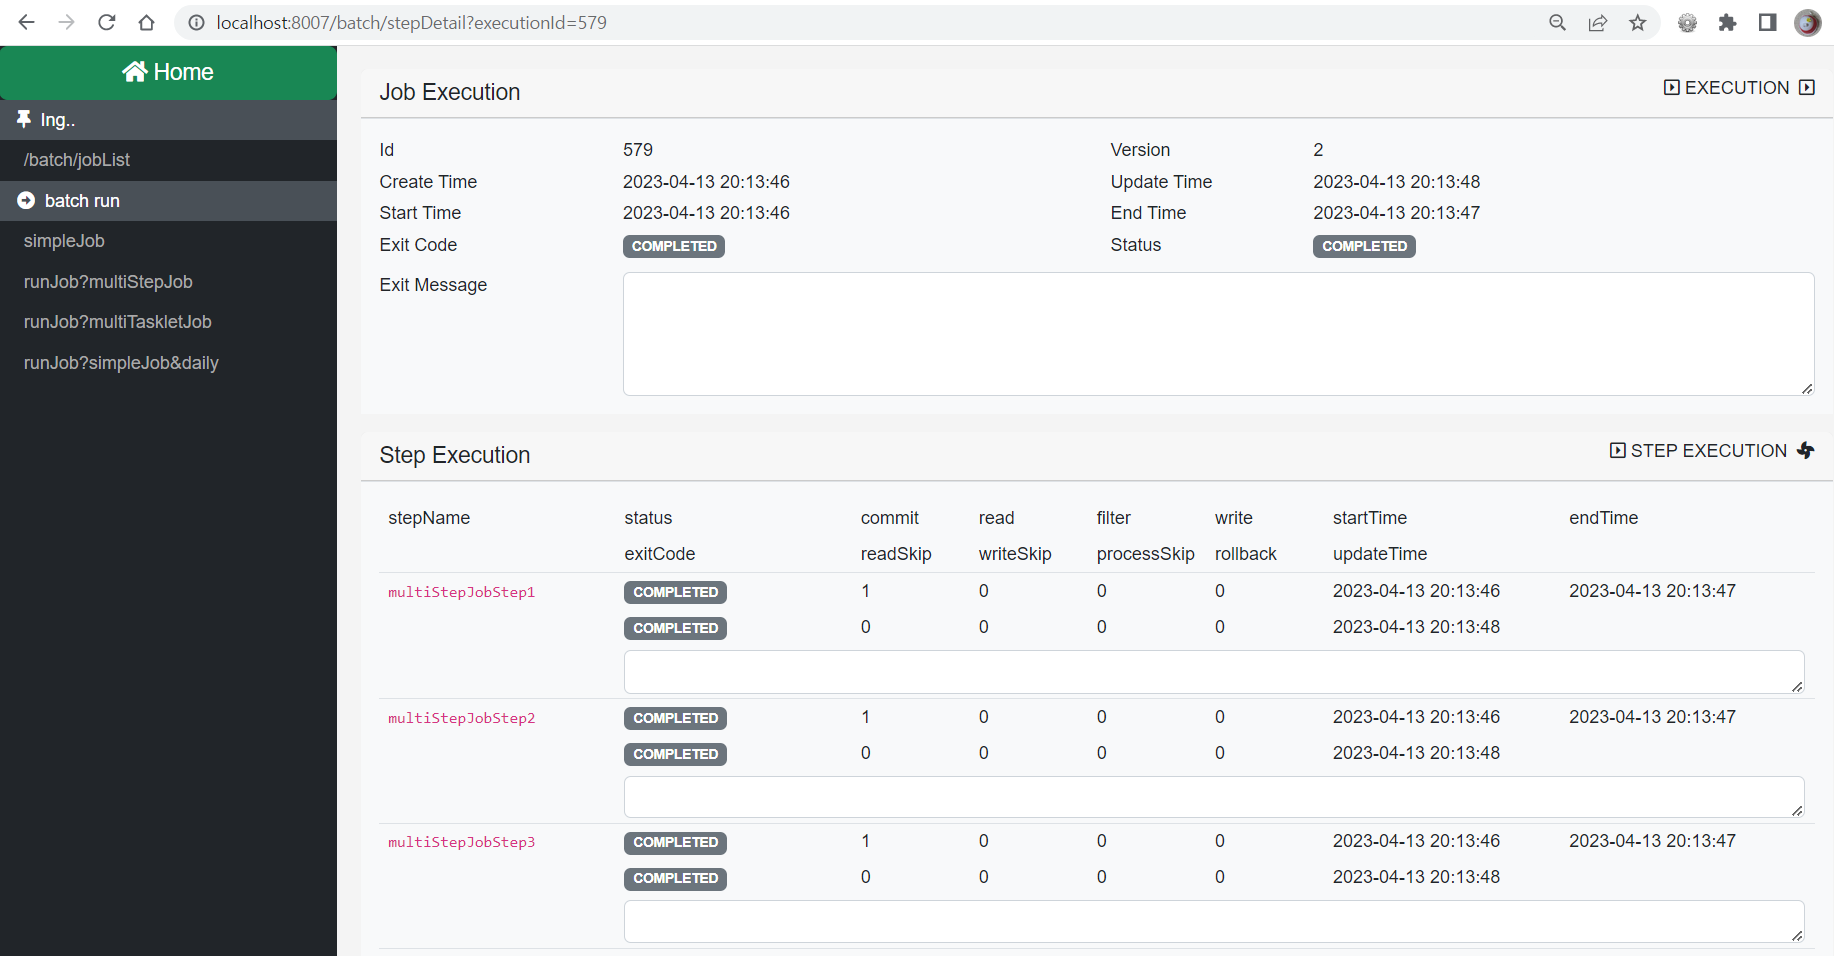 localhost:8007/batch/stepDetail?executionId=579
Home
Ing..
/batch/jobList
batch run
simpleJob
runJob?multiStepJob
runJob?multiTaskletJob
runJob?simpleJob&daily
Job Execution
EXECUTION
Id 579 Version 2
Create Time 2023-04-13 20:13:46 Update Time 2023-04-13 20:13:48
Start Time 2023-04-13 20:13:46 End Time 2023-04-13 20:13:47
Exit Code COMPLETED Status COMPLETED
Exit Message
Step Execution
STEP EXECUTION
stepName status commit read filter write startTime endTime
exitCode readSkip writeSkip processSkip rollback updateTime
multiStepJobStep1 COMPLETED 1 0 0 0 2023-04-13 20:13:46 2023-04-13 20:13:47
COMPLETED 0 0 0 0 2023-04-13 20:13:48
multiStepJobStep2 COMPLETED 1 0 0 0 2023-04-13 20:13:46 2023-04-13 20:13:47
COMPLETED 0 0 0 0 2023-04-13 20:13:48
multiStepJobStep3 COMPLETED 1 0 0 0 2023-04-13 20:13:46 2023-04-13 20:13:47
COMPLETED 0 0 0 0 2023-04-13 20:13:48